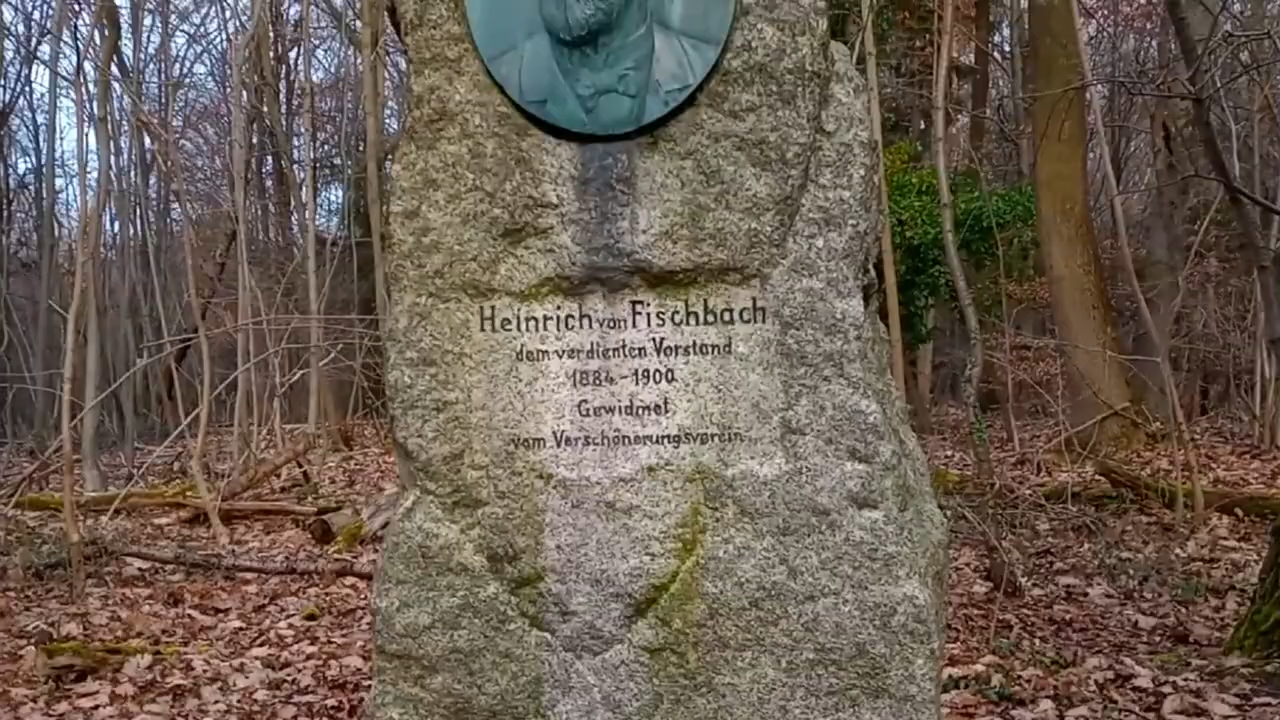 Heinrich von Fischbach
dem verdienten Vorstand
1884-1900
Gewidmet
vom Verschönerungsverein